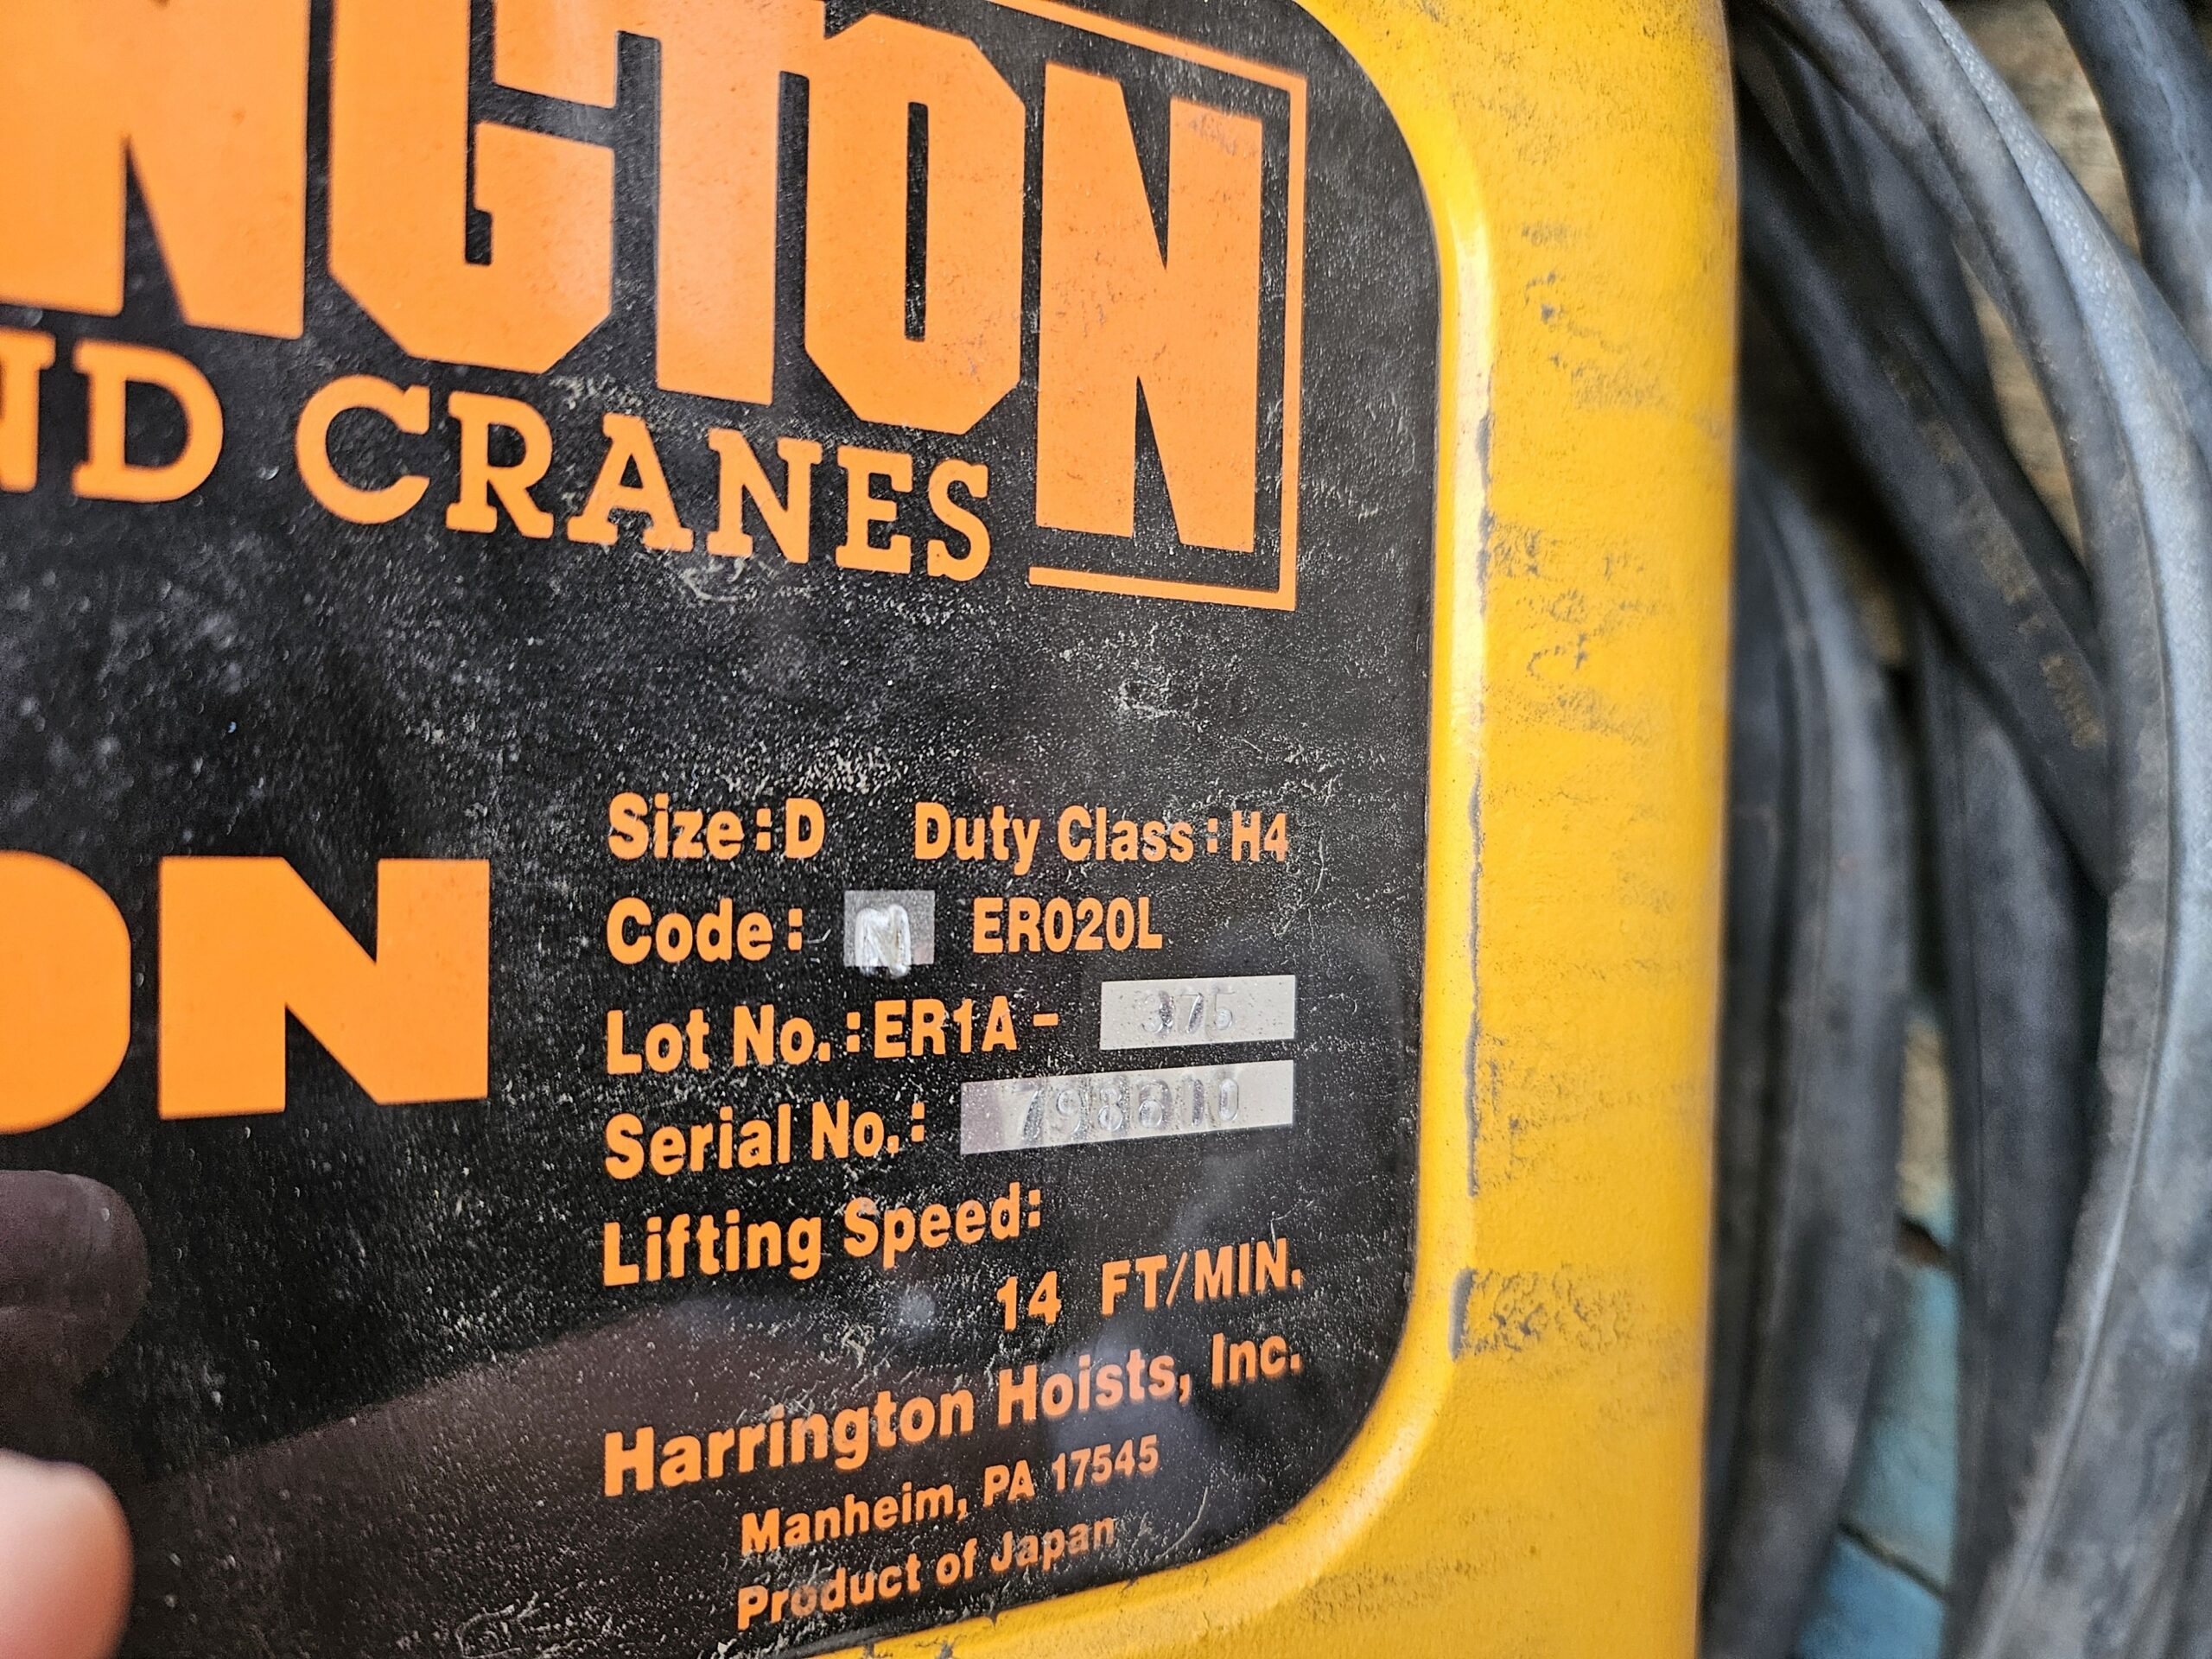 NGTON
ND CRANES
ON
Size:D Duty Class:H4
Code: N ER020L
Lot No.:ER1A- 375
Serial No.: 798610
Lifting Speed:
14 FT/MIN.
Harrington Hoists, Inc.
Manheim, PA 17545
Product of Japan